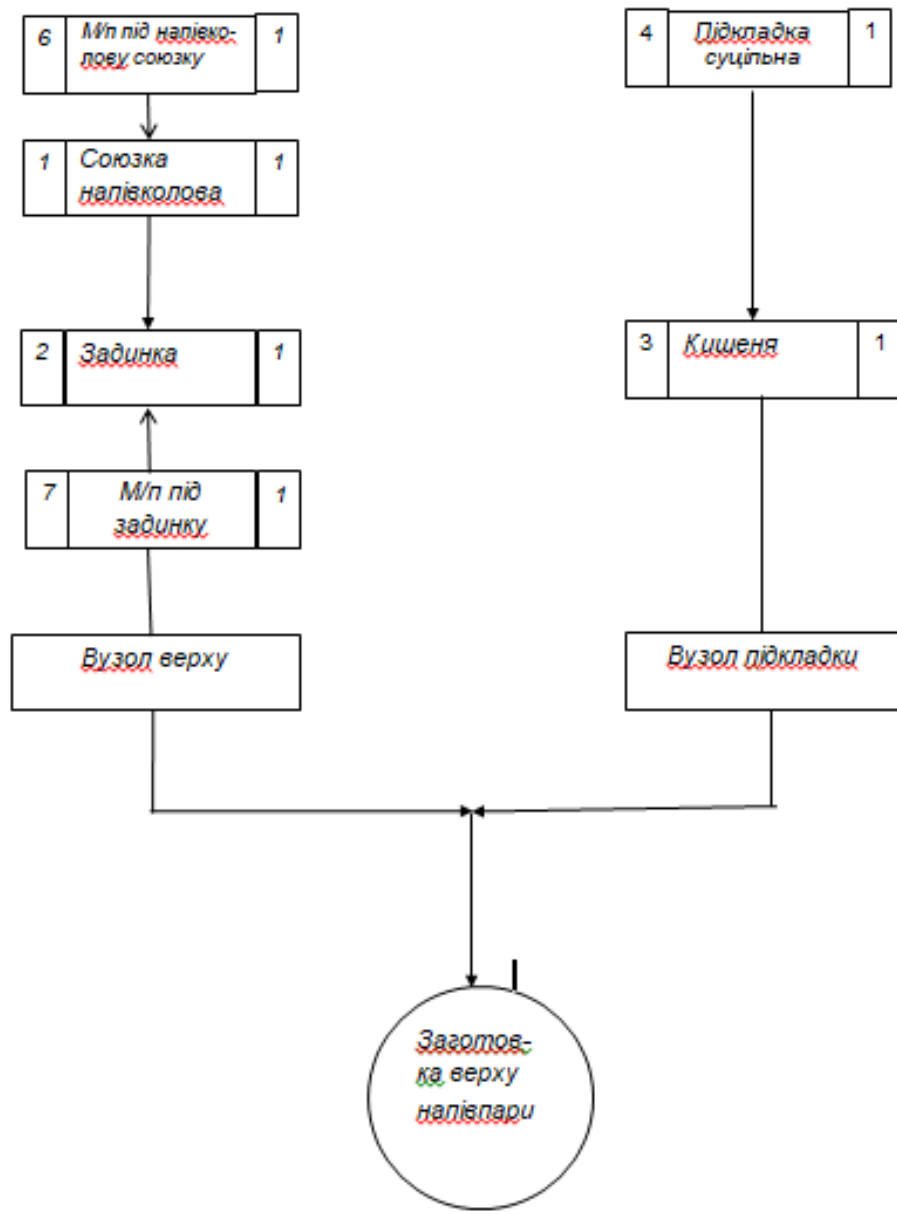 6 М/п під напівко- 1
лову союзку
4 Підкладка 1
суцільна
1 Союзка 1
напівколова
2 Задинка 1
3 Кишеня 1
7 М/п під 1
задинку
Вузол верху
Вузол підкладки
Заготов-
ка верху
напівпари